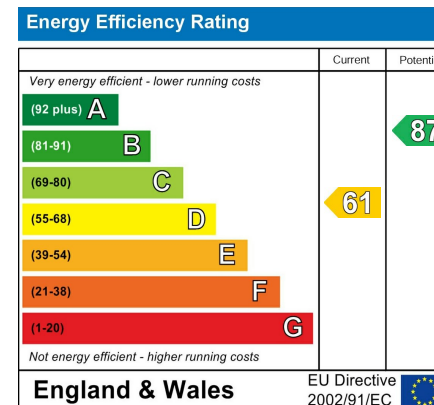 Energy Efficiency Rating
Current Potenti
Very energy efficient - lower running costs
(92 plus) A
(81-91) B
87
(69-80) C
(55-68) D
61
(39-54) E
(21-38) F
(1-20) G
Not energy efficient - higher running costs
England & Wales
EU Directive
2002/91/EC